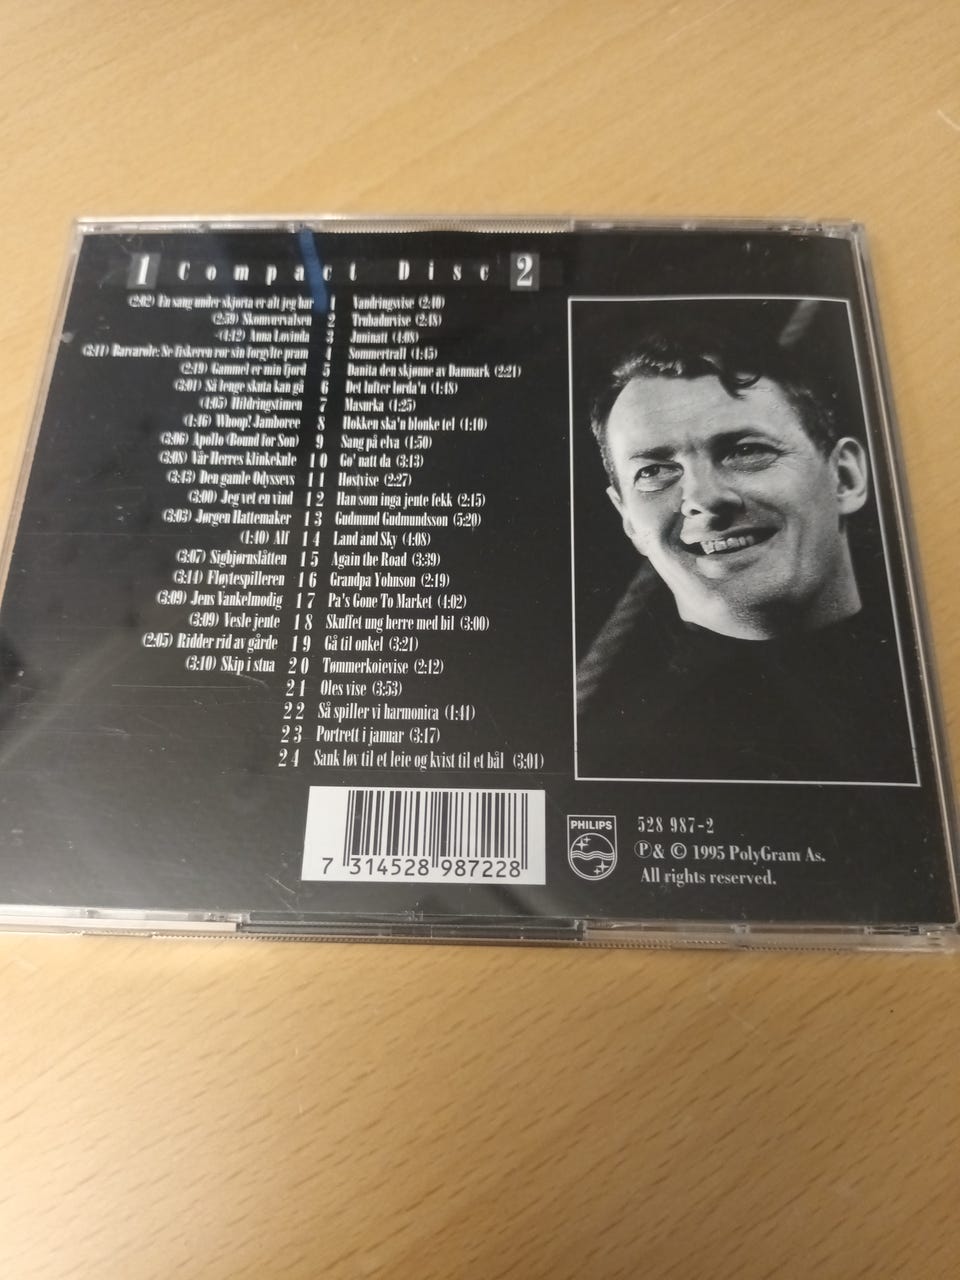 1 Compact Disc 2
(2:02) En sang under skjorta er alt jeg har 1 Vandringsvise (2:40)
(2:59) Skomværvalsen 2 Trubadurvise (2:48)
(4:12) Anna Lovinda 3 Juninatt (4:08)
(3:11) Barcarole: Se fiskeren ror sin forgylte pram 4 Sommertrall (1:45)
(2:19) Gammel er min fjord 5 Danita den skjønne av Danmark (2:21)
(3:01) Så lenge skuta kan gå 6 Det lufter lørda'n (1:48)
(4:05) Hildringstimen 7 Masurka (1:25)
(1:46) Whoop! Jamboree 8 Hokken ska'n blonke tel (1:10)
(3:06) Apollo (Bound for Son) 9 Sang på elva (1:50)
(3:08) Vår Herres klinkekule 10 Go' natt da (3:13)
(3:43) Den gamle Odyssevs 11 Høstvise (2:27)
(3:00) Jeg vet en vind 12 Han som inga jente fekk (2:15)
(3:03) Jørgen Hattemaker 13 Gudmund Gudmundsson (5:20)
(1:40) Alf 14 Land and Sky (4:08)
(3:07) Sigbjørnslåtten 15 Again the Road (3:39)
(3:14) Fløytespilleren 16 Grandpa Yohnson (2:19)
(3:09) Jens Vankelmodig 17 Pa's Gone To Market (4:02)
(3:09) Vesle jente 18 Skuffet ung herre med bil (3:00)
(2:05) Ridder rid av gårde 19 Gå til onkel (3:21)
(3:10) Skip i stua 20 Tømmerkoievise (2:12)
21 Oles vise (3:53)
22 Så spiller vi harmonica (1:41)
23 Portrett i januar (3:17)
24 Sank løv til et leie og kvist til et bål (3:01)
7 314528 987228
PHILIPS
528 987-2
℗ & © 1995 PolyGram As.
All rights reserved.